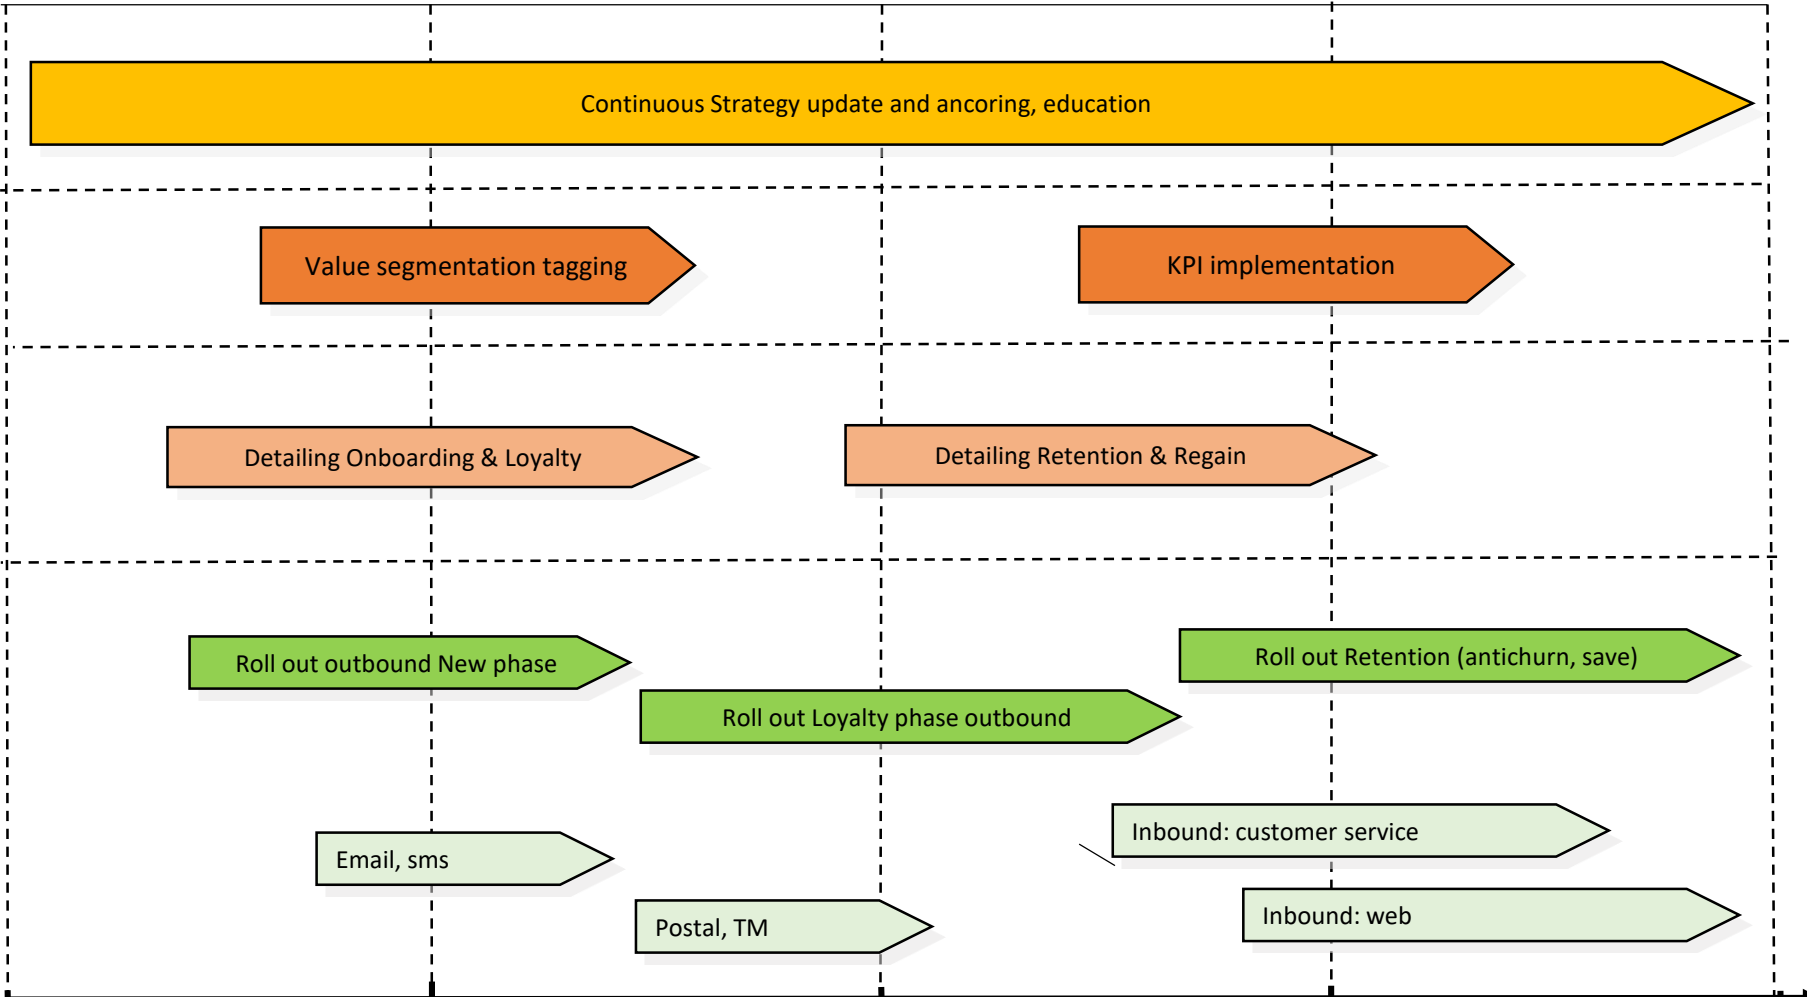 Continuous Strategy update and ancoring, education
Value segmentation tagging
KPI implementation
Detailing Onboarding & Loyalty
Detailing Retention & Regain
Roll out outbound New phase
Roll out Retention (antichurn, save)
Roll out Loyalty phase outbound
Inbound: customer service
Email, sms
Inbound: web
Postal, TM